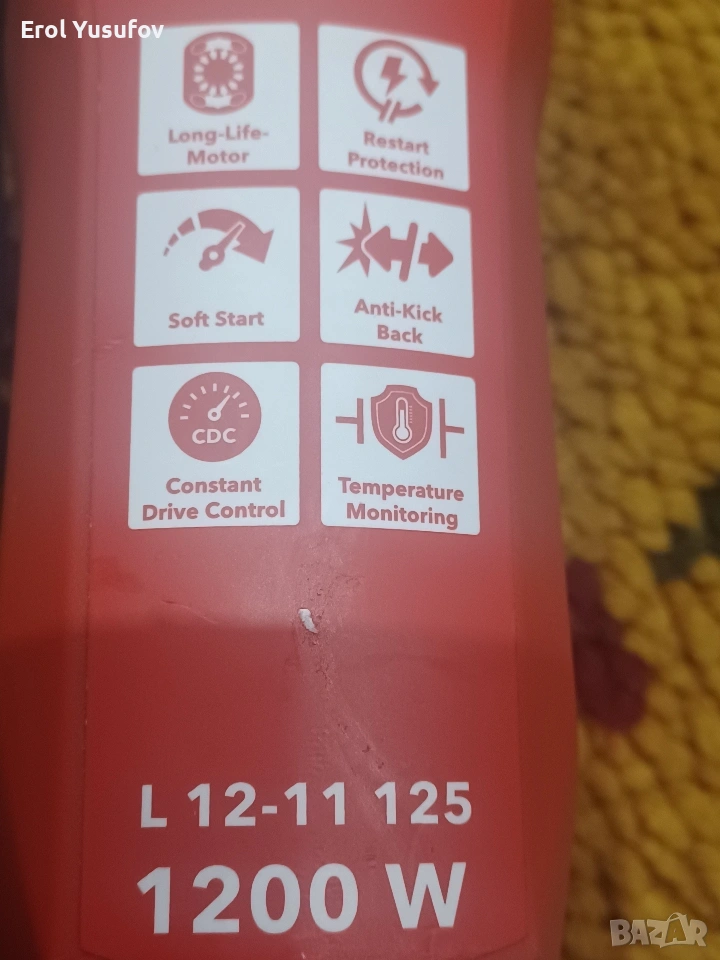 Erol Yusufov
Long-Life-
Motor
Restart
Protection
Soft Start
Anti-Kick
Back
CDC
Constant
Drive Control
Temperature
Monitoring
L 12-11 125
1200 W
BAZAR